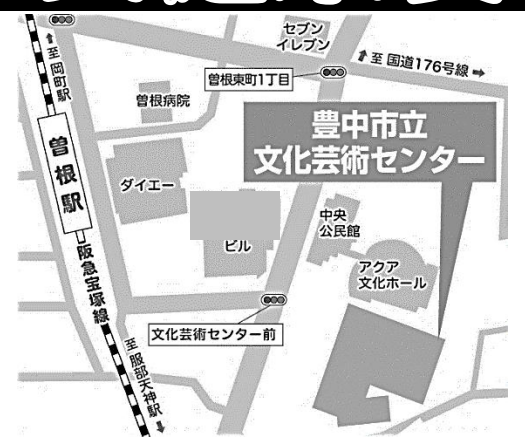 セブン
イレブン
至 国道176号線
曽根東町1丁目
至 岡町駅
曽根病院
豊中市立
文化芸術センター
曽根駅
ダイエー
中央
公民館
ビル
アクア
文化ホール
阪急宝塚線
文化芸術センター前
至 服部天神駅